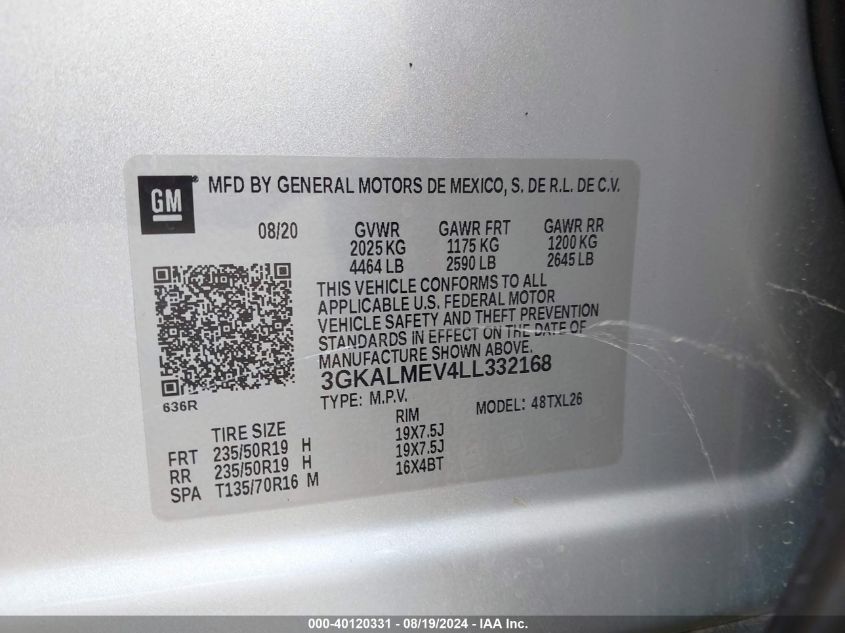 GM MFD BY GENERAL MOTORS DE MEXICO, S. DE R.L. DE C.V.
08/20 GVWR GAWR FRT GAWR RR
2025 KG 1175 KG 1200 KG
4464 LB 2590 LB 2645 LB
THIS VEHICLE CONFORMS TO ALL
APPLICABLE U.S. FEDERAL MOTOR
VEHICLE SAFETY AND THEFT PREVENTION
STANDARDS IN EFFECT ON THE DATE OF
MANUFACTURE SHOWN ABOVE.
3GKALMEV4LL332168
636R
TYPE: M.P.V. MODEL: 48TXL26
TIRE SIZE RIM
FRT 235/50R19 H 19X7.5J
RR 235/50R19 H 19X7.5J
SPA T135/70R16 M 16X4BT
000-40120331 - 08/19/2024 - IAA Inc.